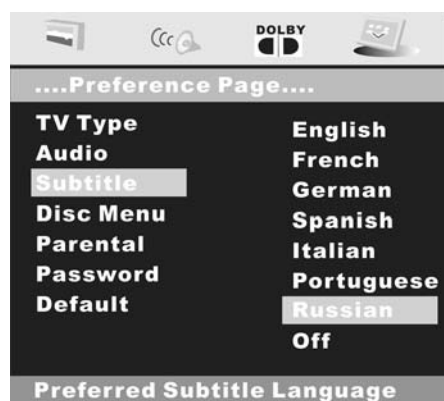 DOLBY
....Preference Page....
TV Type
Audio
Subtitle
Disc Menu
Parental
Password
Default
English
French
German
Spanish
Italian
Portuguese
Russian
Off
Preferred Subtitle Language